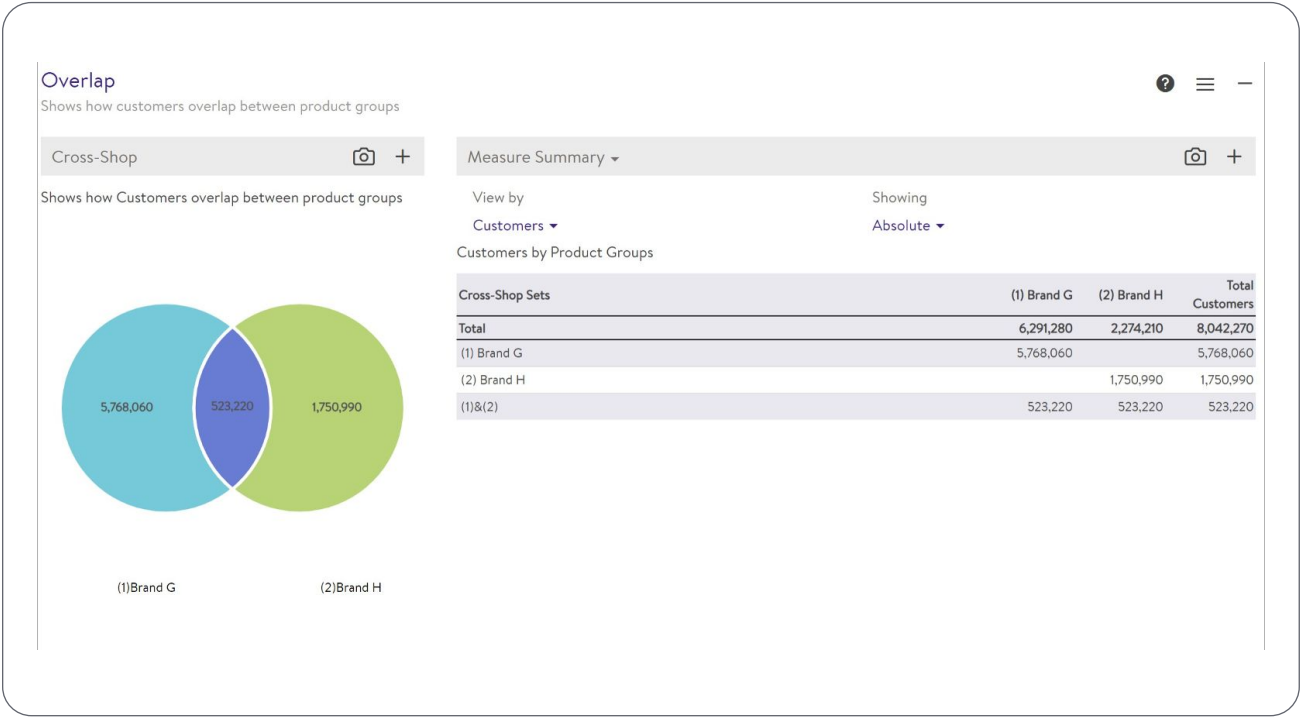 Overlap
Shows how customers overlap between product groups
Cross-Shop
Shows how Customers overlap between product groups
5,768,060 523,220 1,750,990
(1)Brand G (2)Brand H
Measure Summary
View by Showing
Customers Absolute
Customers by Product Groups
Cross-Shop Sets (1) Brand G (2) Brand H Total Customers
Total 6,291,280 2,274,210 8,042,270
(1) Brand G 5,768,060 5,768,060
(2) Brand H 1,750,990 1,750,990
(1)&(2) 523,220 523,220 523,220